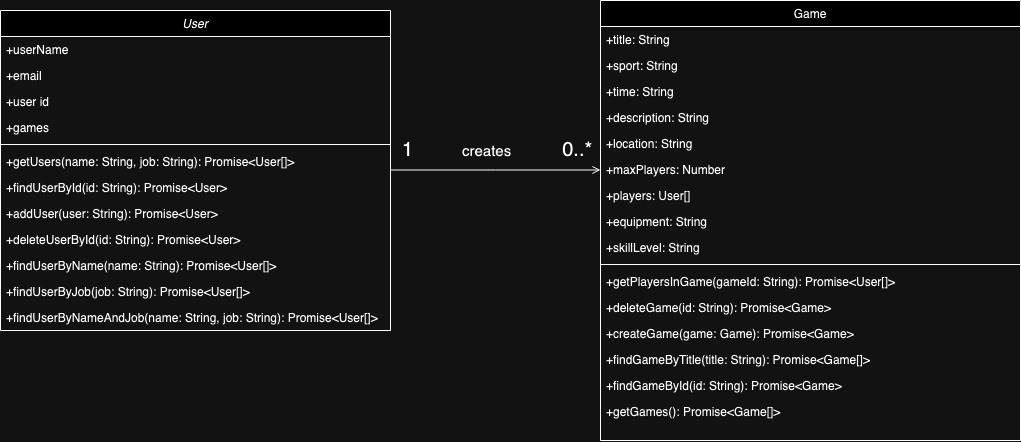 User
+userName
+email
+user id
+games
+getUsers(name: String, job: String): Promise<User[]>
+findUserById(id: String): Promise<User>
+addUser(user: String): Promise<User>
+deleteUserById(id: String): Promise<User>
+findUserByName(name: String): Promise<User[]>
+findUserByJob(job: String): Promise<User[]>
+findUserByNameAndJob(name: String, job: String): Promise<User[]>
1 creates 0..*
Game
+title: String
+sport: String
+time: String
+description: String
+location: String
+maxPlayers: Number
+players: User[]
+equipment: String
+skillLevel: String
+getPlayersInGame(gameId: String): Promise<User[]>
+deleteGame(id: String): Promise<Game>
+createGame(game: Game): Promise<Game>
+findGameByTitle(title: String): Promise<Game[]>
+findGameById(id: String): Promise<Game>
+getGames(): Promise<Game[]>